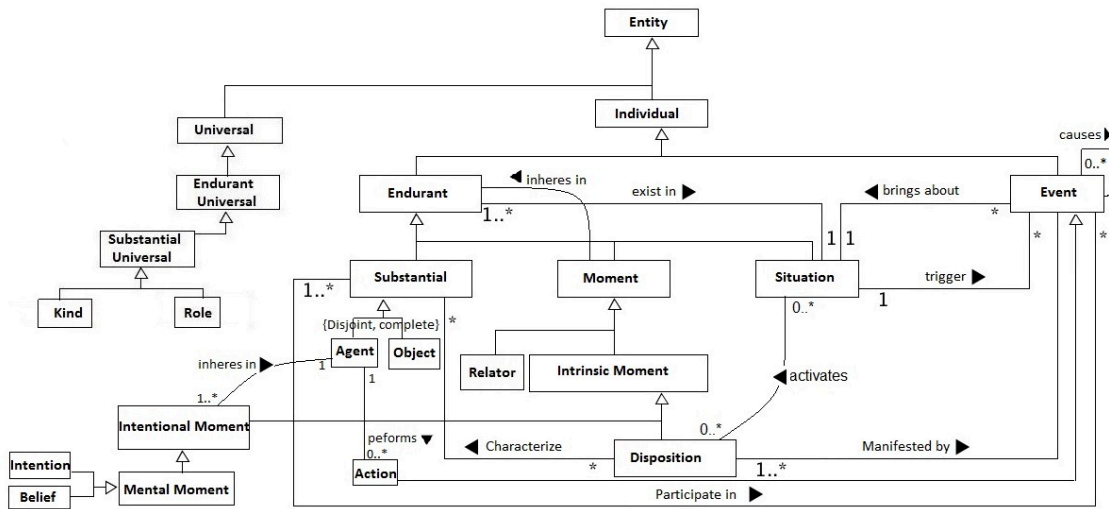 Entity
Individual
Universal
causes ▶
0..*
Endurant
Universal
Endurant
◀ inheres in
exist in ▶
◀ brings about
Event
1..*
*
*
*
Substantial
Universal
1
1
Substantial
Moment
Situation
trigger ▶
1..*
1
Kind
Role
*
0..*
{Disjoint, complete}
Agent
Object
inheres in ▶
1
1
Relator
Intrinsic Moment
◀ activates
1..*
Intentional Moment
0..*
peforms ▼
◀ Characterize
Disposition
Manifested by ▶
Intention
0..*
*
1..*
Action
Belief
Mental Moment
Participate in ▶